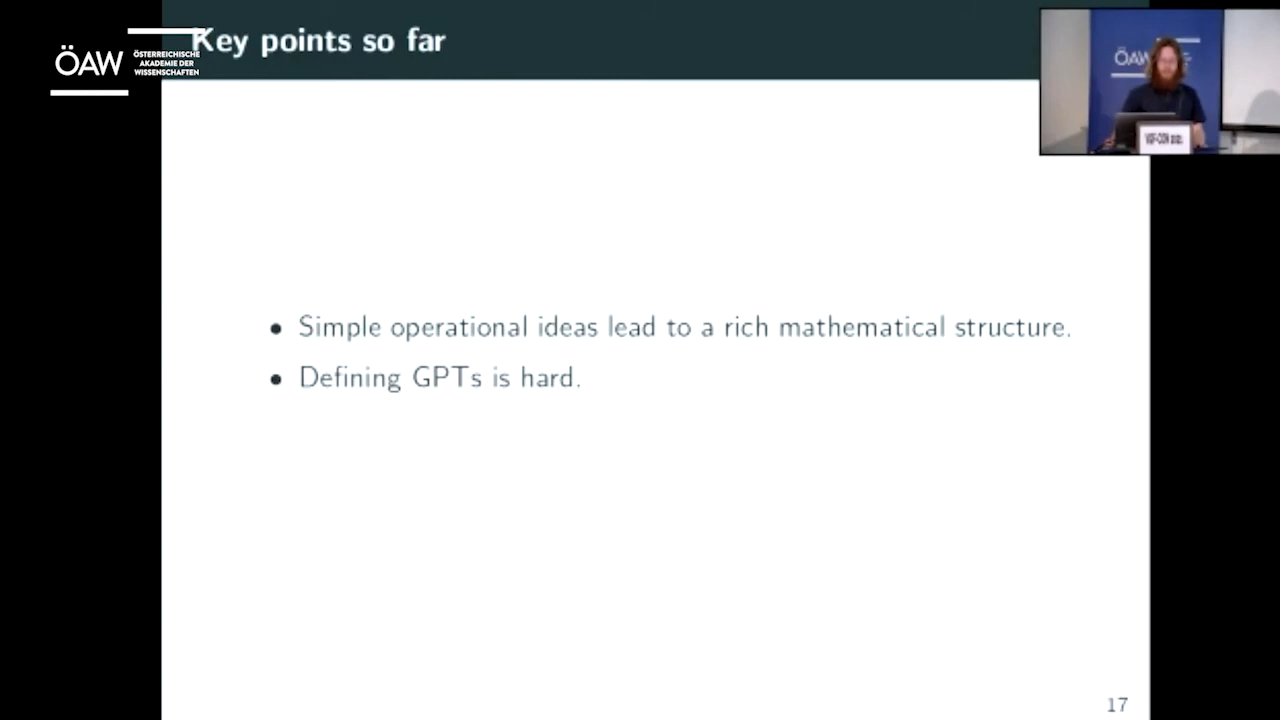 Key points so far
ÖAW
ÖSTERREICHISCHE
AKADEMIE DER
WISSENSCHAFTEN
ÖAW
• Simple operational ideas lead to a rich mathematical structure.
• Defining GPTs is hard.
17